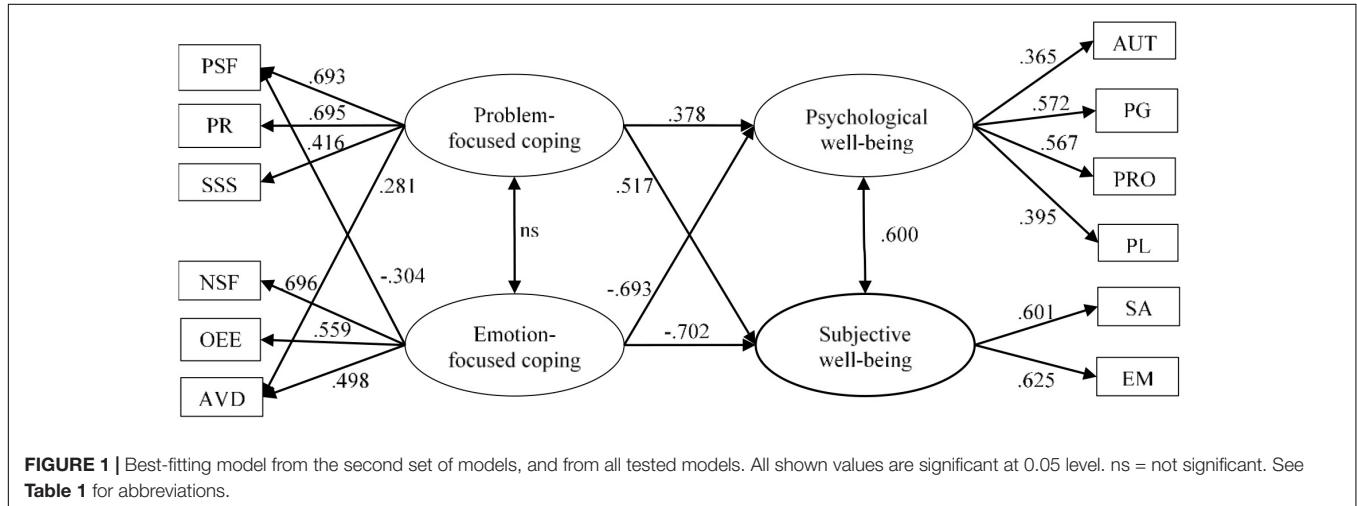 PSF
PR
SSS
NSF
OEE
AVD
.693
.695
.416
.281
-.304
.696
.559
.498
Problem-
focused coping
ns
Emotion-
focused coping
.378
.517
-.693
-.702
Psychological
well-being
.600
Subjective
well-being
.365
.572
.567
.395
.601
.625
AUT
PG
PRO
PL
SA
EM
FIGURE 1 | Best-fitting model from the second set of models, and from all tested models. All shown values are significant at 0.05 level. ns = not significant. See
Table 1 for abbreviations.